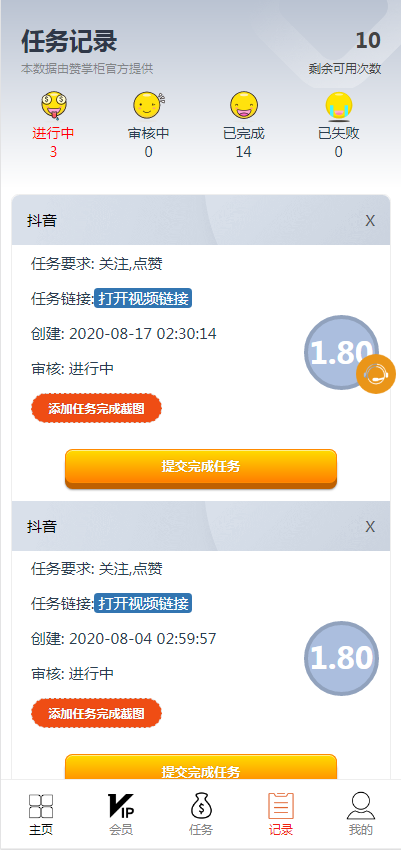 任务记录
10
本数据由赞掌柜官方提供
剩余可用次数
进行中
审核中
已完成
已失败
3
0
14
0
抖音
X
任务要求: 关注,点赞
任务链接:打开视频链接
创建: 2020-08-17 02:30:14
1.80
审核: 进行中
添加任务完成截图
提交完成任务
抖音
X
任务要求: 关注,点赞
任务链接:打开视频链接
创建: 2020-08-04 02:59:57
1.80
审核: 进行中
添加任务完成截图
提交完成任务
VIP
主页
会员
任务
记录
我的